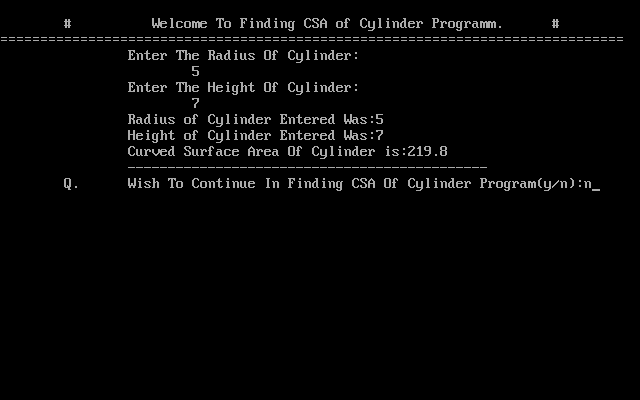 # Welcome To Finding CSA of Cylinder Programm. #
==============================================================================
Enter The Radius Of Cylinder:
5
Enter The Height Of Cylinder:
7
Radius of Cylinder Entered Was:5
Height of Cylinder Entered Was:7
Curved Surface Area Of Cylinder is:219.8
---------------------------------------------
Q. Wish To Continue In Finding CSA Of Cylinder Program(y/n):n_